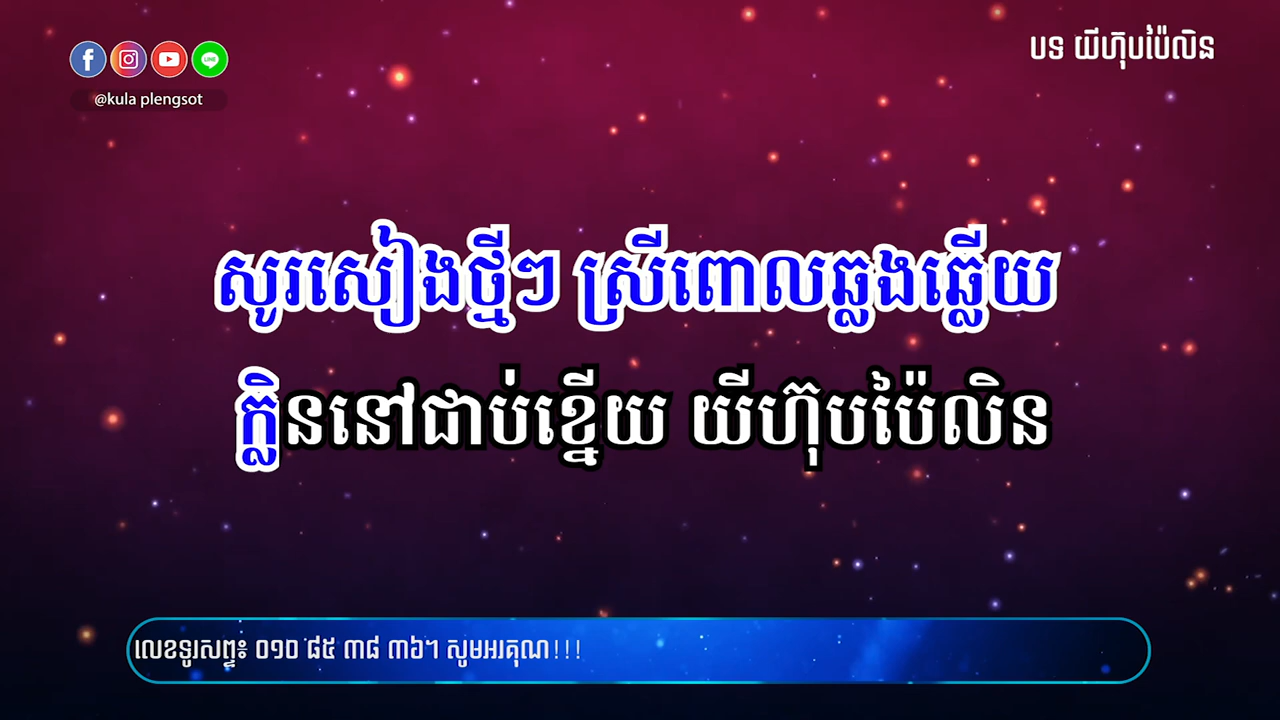 បទ យីហ៊ុបប៉ៃលិន
@kula plengsot
សូរសៀងថ្មីៗ ស្រីពោលឆ្លងឆ្លើយ
ក្លិននៅជាប់ខ្នើយ យីហ៊ុបប៉ៃលិន
លេខទូរសព្ទ៖ ០១០ ៨៥ ៣៨ ៣៦។ សូមអរគុណ!!!